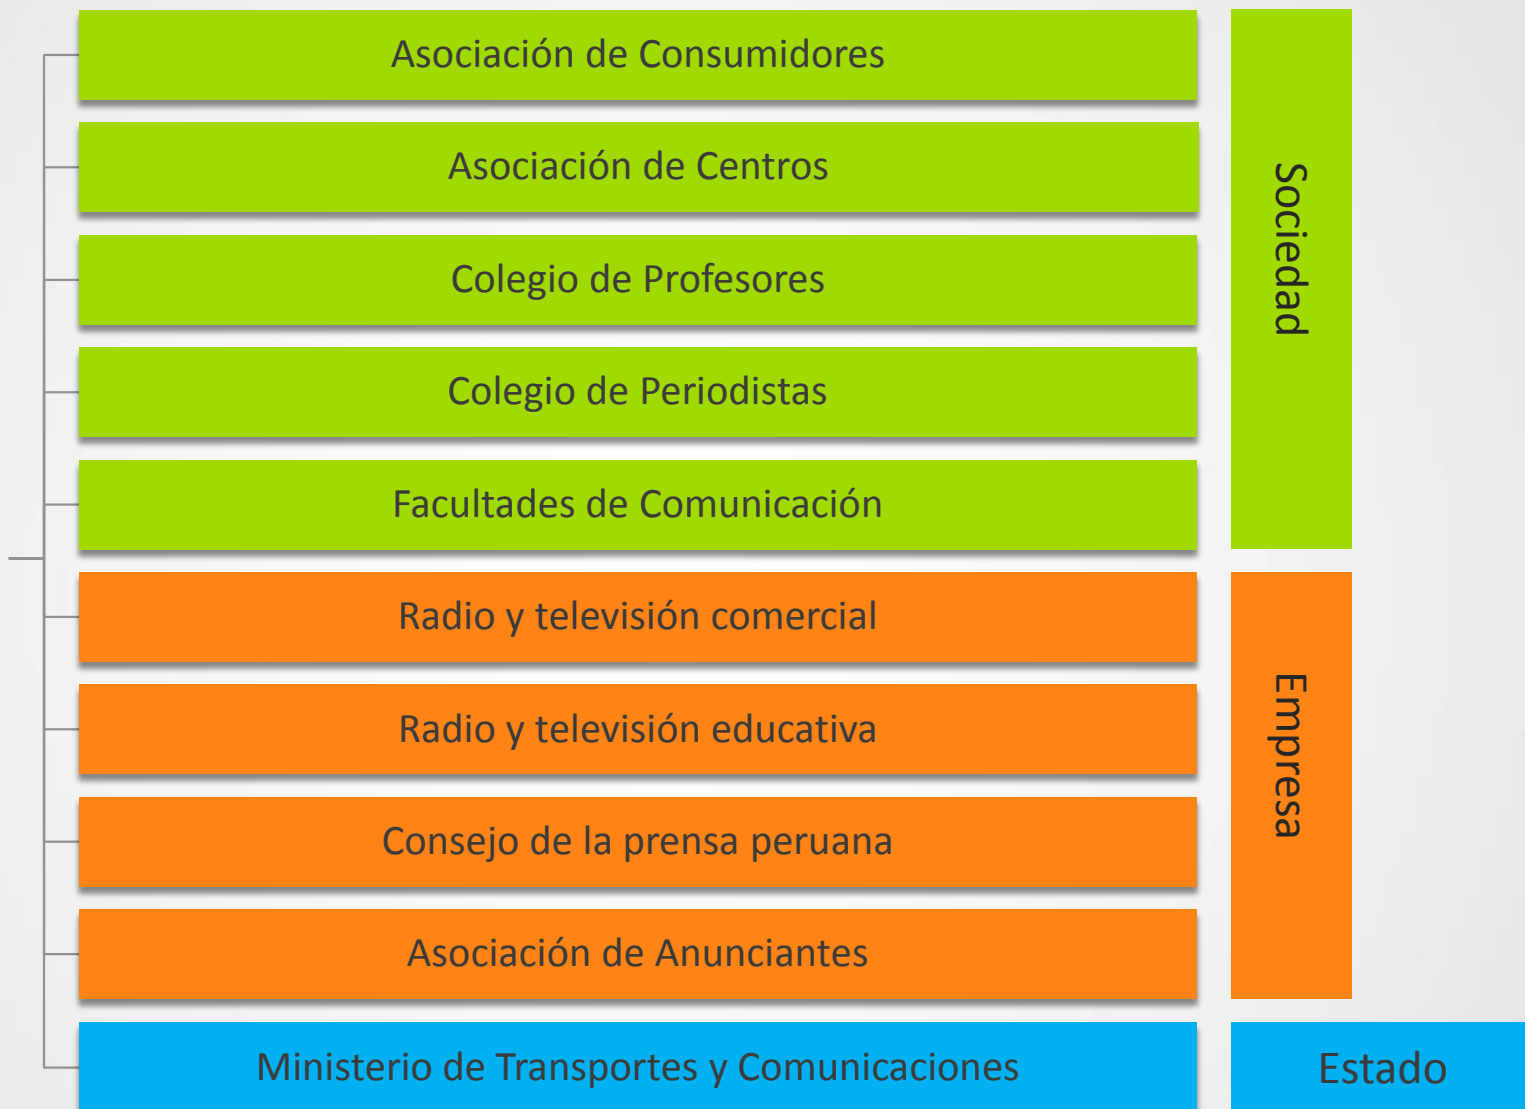 Asociación de Consumidores
Asociación de Centros
Colegio de Profesores
Colegio de Periodistas
Facultades de Comunicación
Sociedad
Radio y televisión comercial
Radio y televisión educativa
Consejo de la prensa peruana
Asociación de Anunciantes
Empresa
Ministerio de Transportes y Comunicaciones
Estado